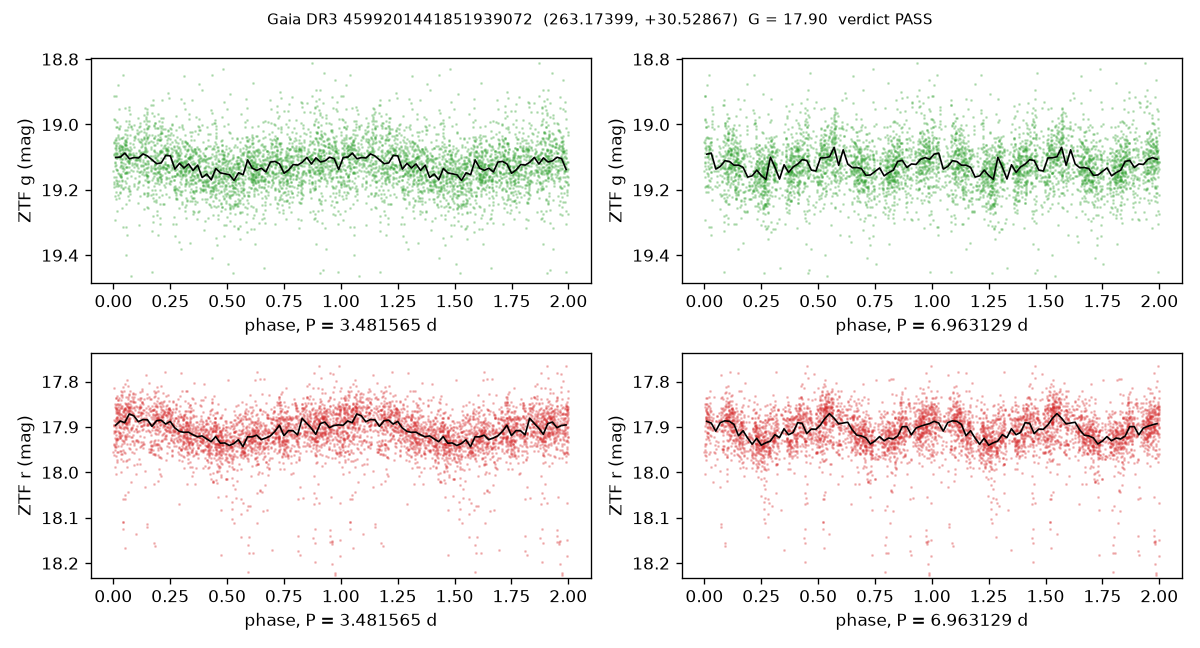 Gaia DR3 4599201441851939072 (263.17399, +30.52867) G = 17.90 verdict PASS
ZTF g (mag)
18.8
19.0
19.2
19.4
0.00 0.25 0.50 0.75 1.00 1.25 1.50 1.75 2.00
phase, P = 3.481565 d
ZTF g (mag)
18.8
19.0
19.2
19.4
0.00 0.25 0.50 0.75 1.00 1.25 1.50 1.75 2.00
phase, P = 6.963129 d
ZTF r (mag)
17.8
17.9
18.0
18.1
18.2
0.00 0.25 0.50 0.75 1.00 1.25 1.50 1.75 2.00
phase, P = 3.481565 d
ZTF r (mag)
17.8
17.9
18.0
18.1
18.2
0.00 0.25 0.50 0.75 1.00 1.25 1.50 1.75 2.00
phase, P = 6.963129 d